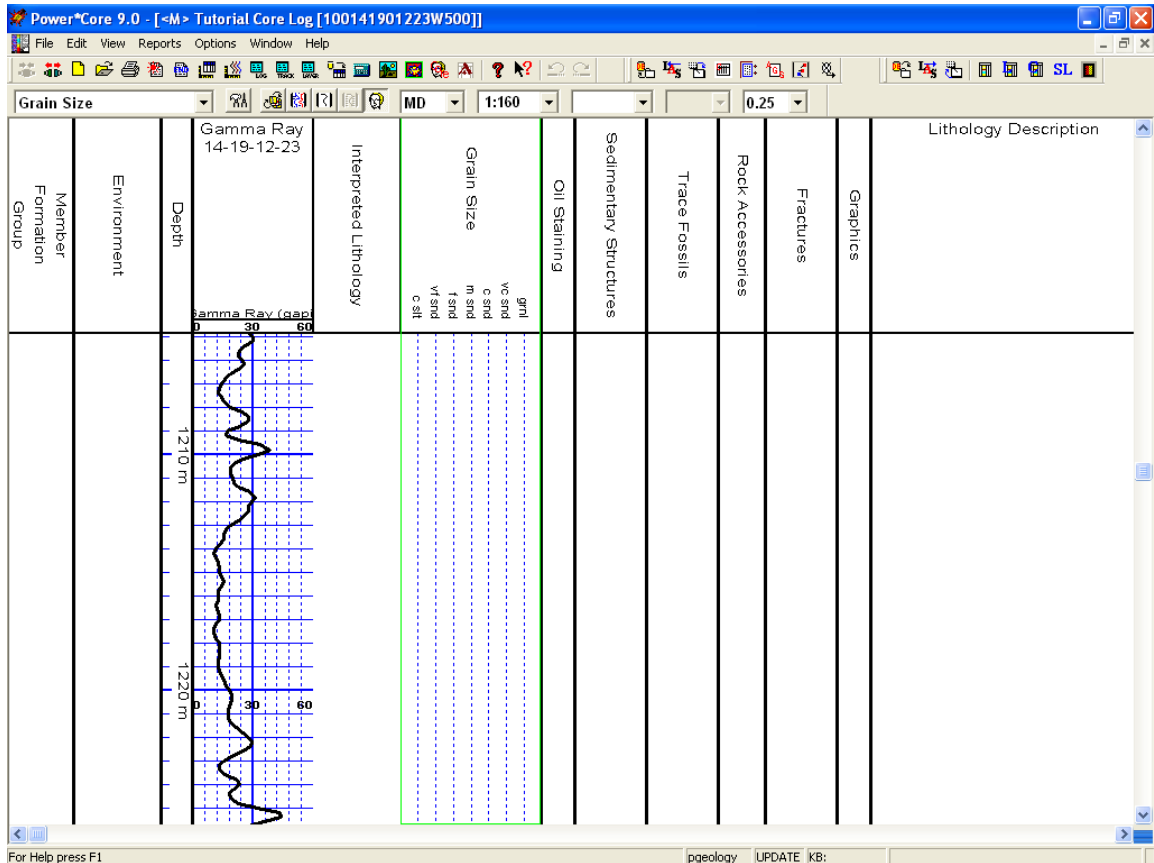 Power*Core 9.0 - [<M> Tutorial Core Log [100141901223W500]]
File Edit View Reports Options Window Help
LOG TRACK LAYER SL
Grain Size MD 1:160 0.25
Group
Formation
Member
Environment
Depth
Gamma Ray
14-19-12-23
Gamma Ray (gapi
0 30 60
Interpreted Lithology
Grain Size
c slt
vf snd
f snd
m snd
c snd
vc snd
grnl
Oil Staining
Sedimentary Structures
Trace Fossils
Rock Accessories
Fractures
Graphics
Lithology Description
1210 m
1220 m
0 30 60
For Help press F1 pgeology UPDATE KB: